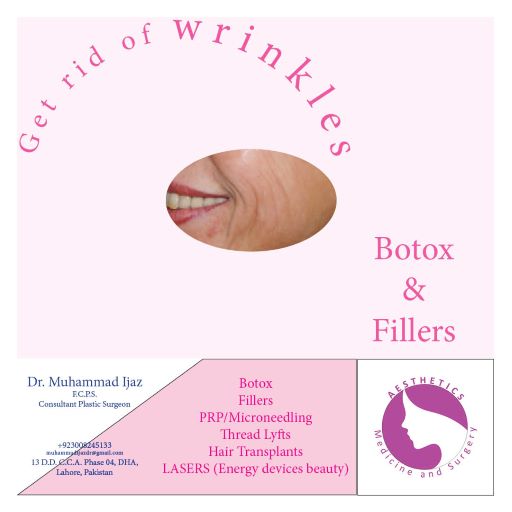 Get rid of wrinkles
Botox
&
Fillers
Dr. Muhammad Ijaz
F.C.P.S.
Consultant Plastic Surgeon
+923008245133
13 D.D. C.C.A. Phase 04, DHA,
Lahore, Pakistan
Botox
Fillers
PRP/Microneedling
Thread Lyfts
Hair Transplants
LASERS (Energy devices beauty)
AESTHETICS
Medicine and Surgery